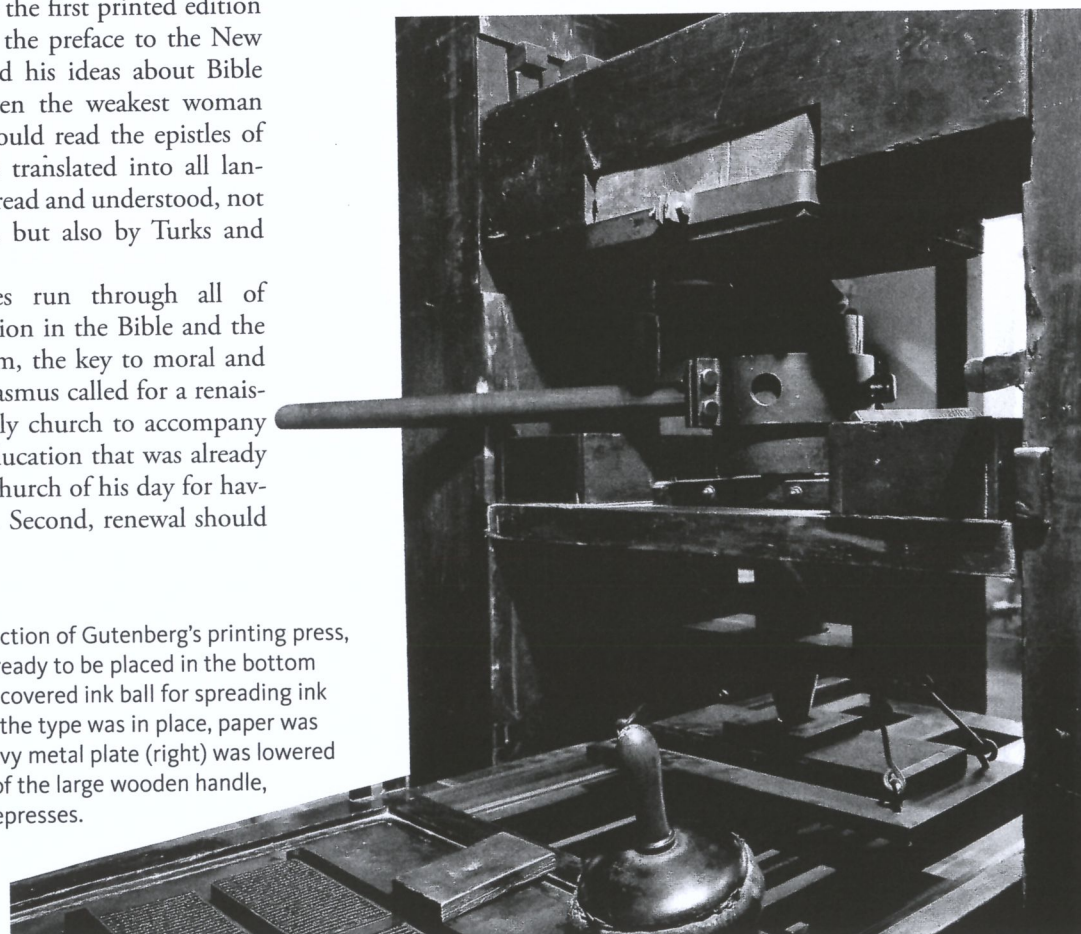 the first printed edition
the preface to the New
d his ideas about Bible
en the weakest woman
ould read the epistles of
translated into all lan-
read and understood, not
but also by Turks and
es run through all of
ion in the Bible and the
m, the key to moral and
asmus called for a renais-
ly church to accompany
ucation that was already
hurch of his day for hav-
Second, renewal should
ction of Gutenberg's printing press,
ready to be placed in the bottom
covered ink ball for spreading ink
the type was in place, paper was
vy metal plate (right) was lowered
of the large wooden handle,
epresses.